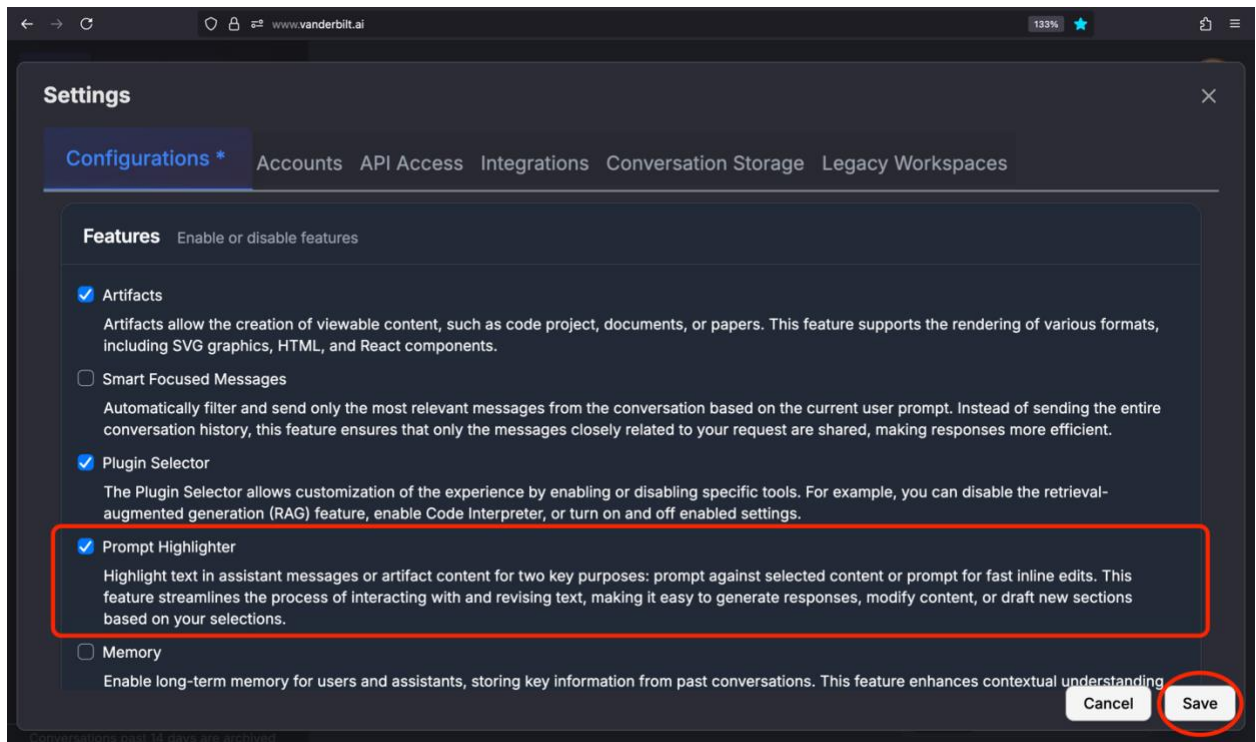 www.vanderbilt.ai
133%
Settings
Configurations *
Accounts
API Access
Integrations
Conversation Storage
Legacy Workspaces
Features
Enable or disable features
Artifacts
Artifacts allow the creation of viewable content, such as code project, documents, or papers. This feature supports the rendering of various formats,
including SVG graphics, HTML, and React components.
Smart Focused Messages
Automatically filter and send only the most relevant messages from the conversation based on the current user prompt. Instead of sending the entire
conversation history, this feature ensures that only the messages closely related to your request are shared, making responses more efficient.
Plugin Selector
The Plugin Selector allows customization of the experience by enabling or disabling specific tools. For example, you can disable the retrieval-
augmented generation (RAG) feature, enable Code Interpreter, or turn on and off enabled settings.
Prompt Highlighter
Highlight text in assistant messages or artifact content for two key purposes: prompt against selected content or prompt for fast inline edits. This
feature streamlines the process of interacting with and revising text, making it easy to generate responses, modify content, or draft new sections
based on your selections.
Memory
Enable long-term memory for users and assistants, storing key information from past conversations. This feature enhances contextual understanding
Cancel
Save
Conversations past 14 days are archived